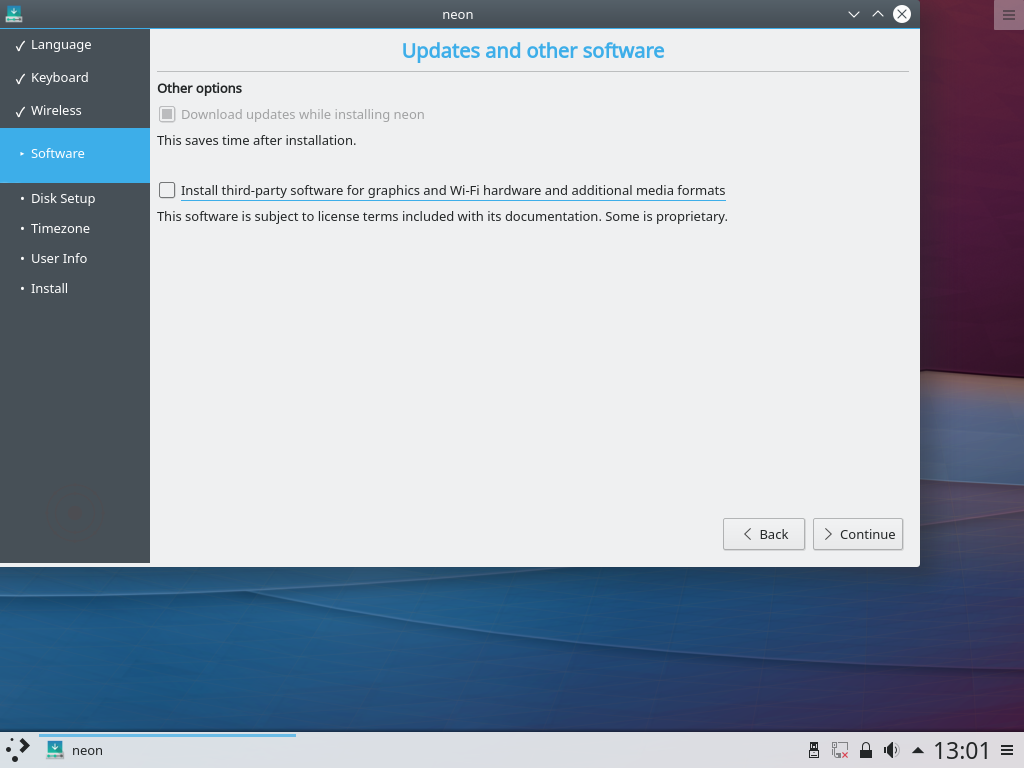 neon
Language
Keyboard
Wireless
Software
Disk Setup
Timezone
User Info
Install
Updates and other software
Other options
Download updates while installing neon
This saves time after installation.
Install third-party software for graphics and Wi-Fi hardware and additional media formats
This software is subject to license terms included with its documentation. Some is proprietary.
Back
Continue
neon
13:01